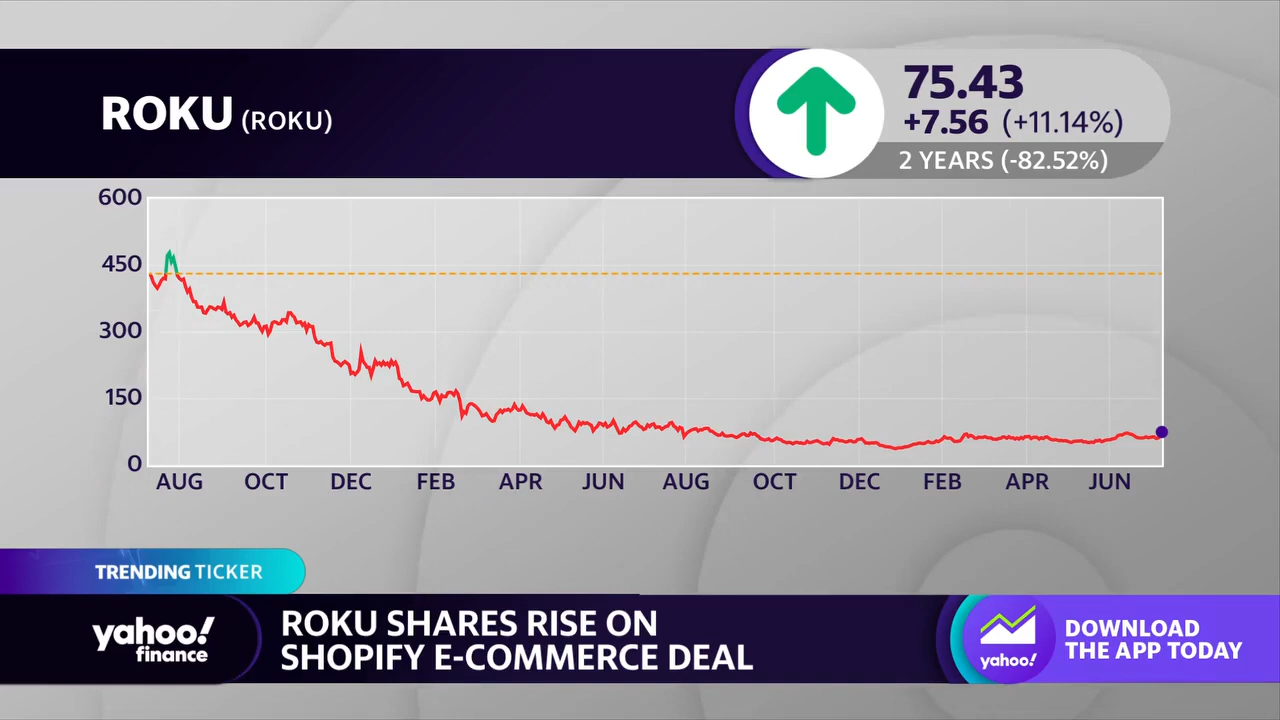 ROKU (ROKU)
75.43
+7.56 (+11.14%)
2 YEARS (-82.52%)
600
450
300
150
0
AUG OCT DEC FEB APR JUN AUG OCT DEC FEB APR JUN
TRENDING TICKER
yahoo!
finance
ROKU SHARES RISE ON
SHOPIFY E-COMMERCE DEAL
yahoo!
DOWNLOAD
THE APP TODAY